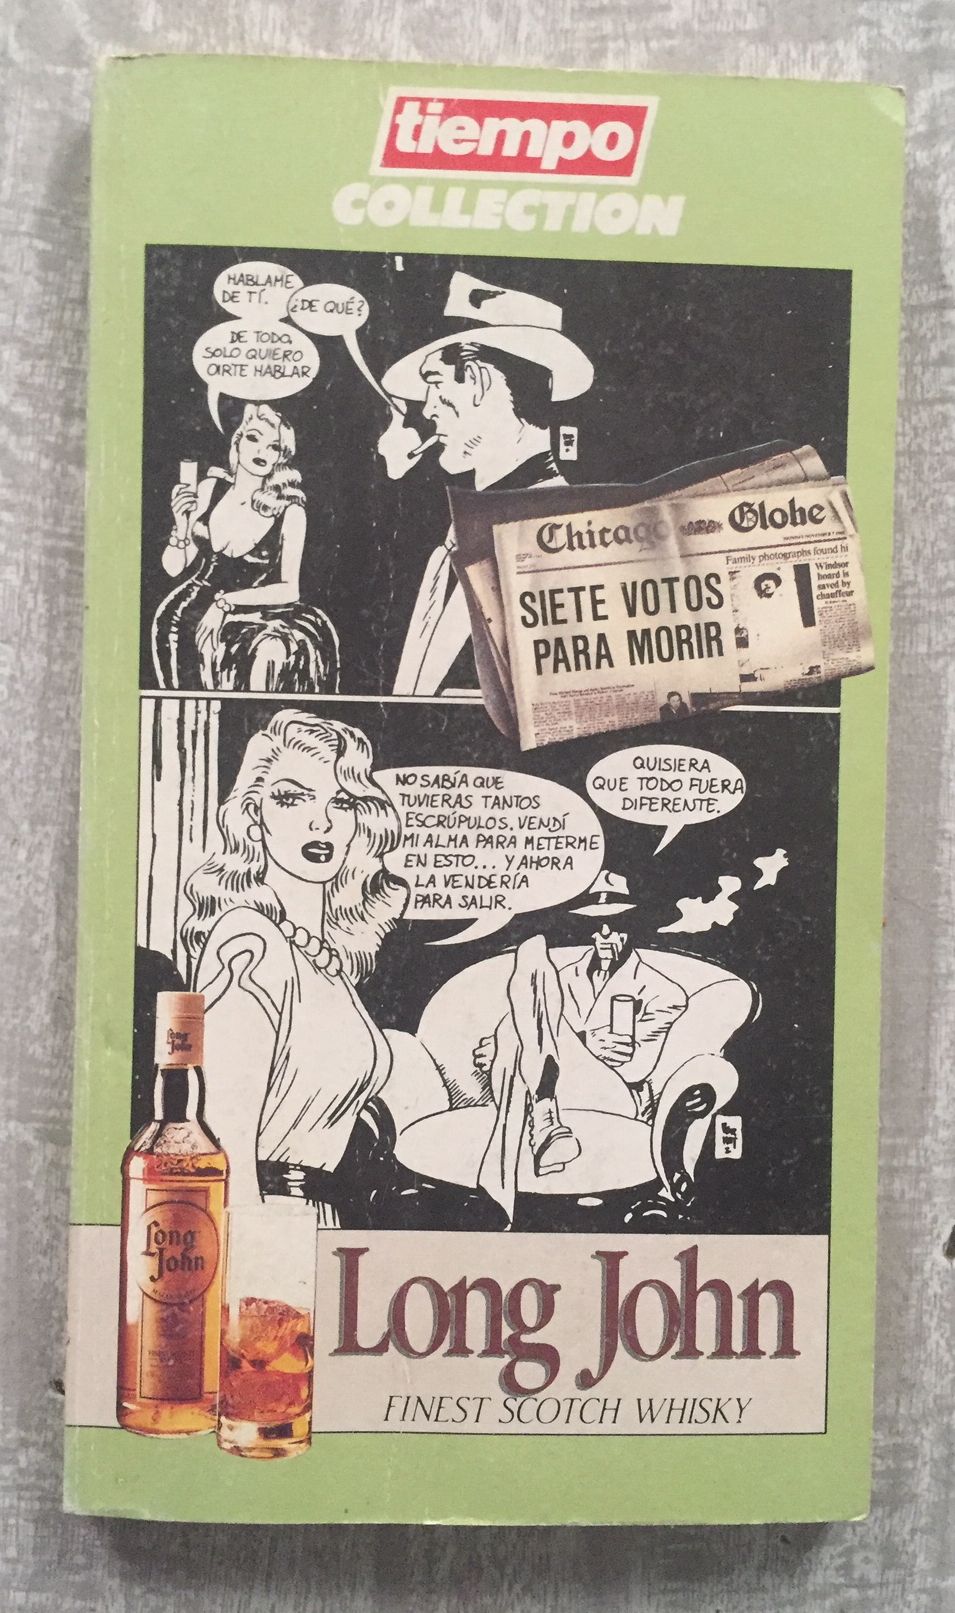 tiempo
COLLECTION
HABLAME
DE TÍ.
¿DE QUÉ?
DE TODO,
SOLO QUIERO
OIRTE HABLAR
Chicago Globe
Family photographs found hi
Windsor
hoard is
saved by
chauffeur
SIETE VOTOS
PARA MORIR
NO SABÍA QUE
TUVIERAS TANTOS
ESCRÚPULOS. VENDÍ
MI ALMA PARA METERME
EN ESTO... Y AHORA
LA VENDERÍA
PARA SALIR.
QUISIERA
QUE TODO FUERA
DIFERENTE.
Long
John
Long
John
Long John
FINEST SCOTCH WHISKY